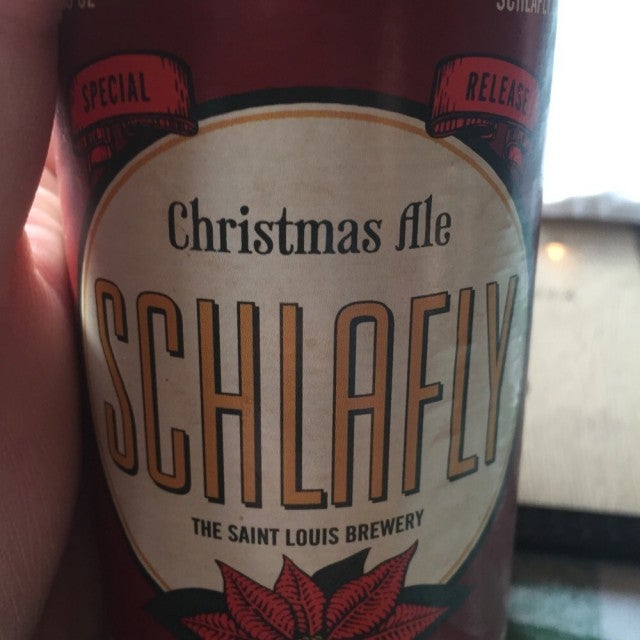 SPECIAL
RELEASE
Christmas Ale
SCHLAFLY
THE SAINT LOUIS BREWERY